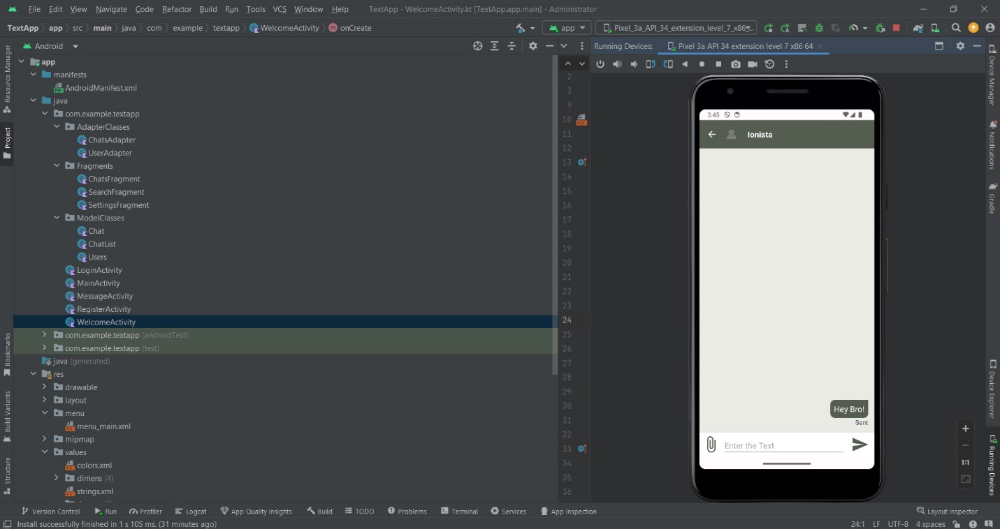 File Edit View Navigate Code Refactor Build Run Tools VCS Window Help TextApp - WelcomeActivity.kt [TextApp.app.main] - Administrator
TextApp app src main java com example textapp WelcomeActivity onCreate app Pixel_3a_API_34_extension_level_7_x86...
Android
Running Devices: Pixel 3a API 34 extension level 7 x86 64
Resource Manager
Project
Bookmarks
Build Variants
Structure
app
manifests
AndroidManifest.xml
java
com.example.textapp
AdapterClasses
ChatsAdapter
UserAdapter
Fragments
ChatsFragment
SearchFragment
SettingsFragment
ModelClasses
Chat
ChatList
Users
LoginActivity
MainActivity
MessageActivity
RegisterActivity
WelcomeActivity
com.example.textapp (androidTest)
com.example.textapp (test)
java (generated)
res
drawable
layout
menu
menu_main.xml
mipmap
values
colors.xml
dimens (4)
strings.xml
2
3
9
10
11
12
13
14
15
16
17
18
19
20
21
22
23
24
25
26
27
28
29
30
31
32
33
34
35
36
3:45
Ionista
Hey Bro!
Sent
Enter the Text
1:1
Device Manager
Notifications
Gradle
Device Explorer
Running Devices
Version Control Run Profiler Logcat App Quality Insights Build TODO Problems Terminal Services App Inspection Layout Inspector
Install successfully finished in 1 s 105 ms. (31 minutes ago) 24:1 LF UTF-8 4 spaces